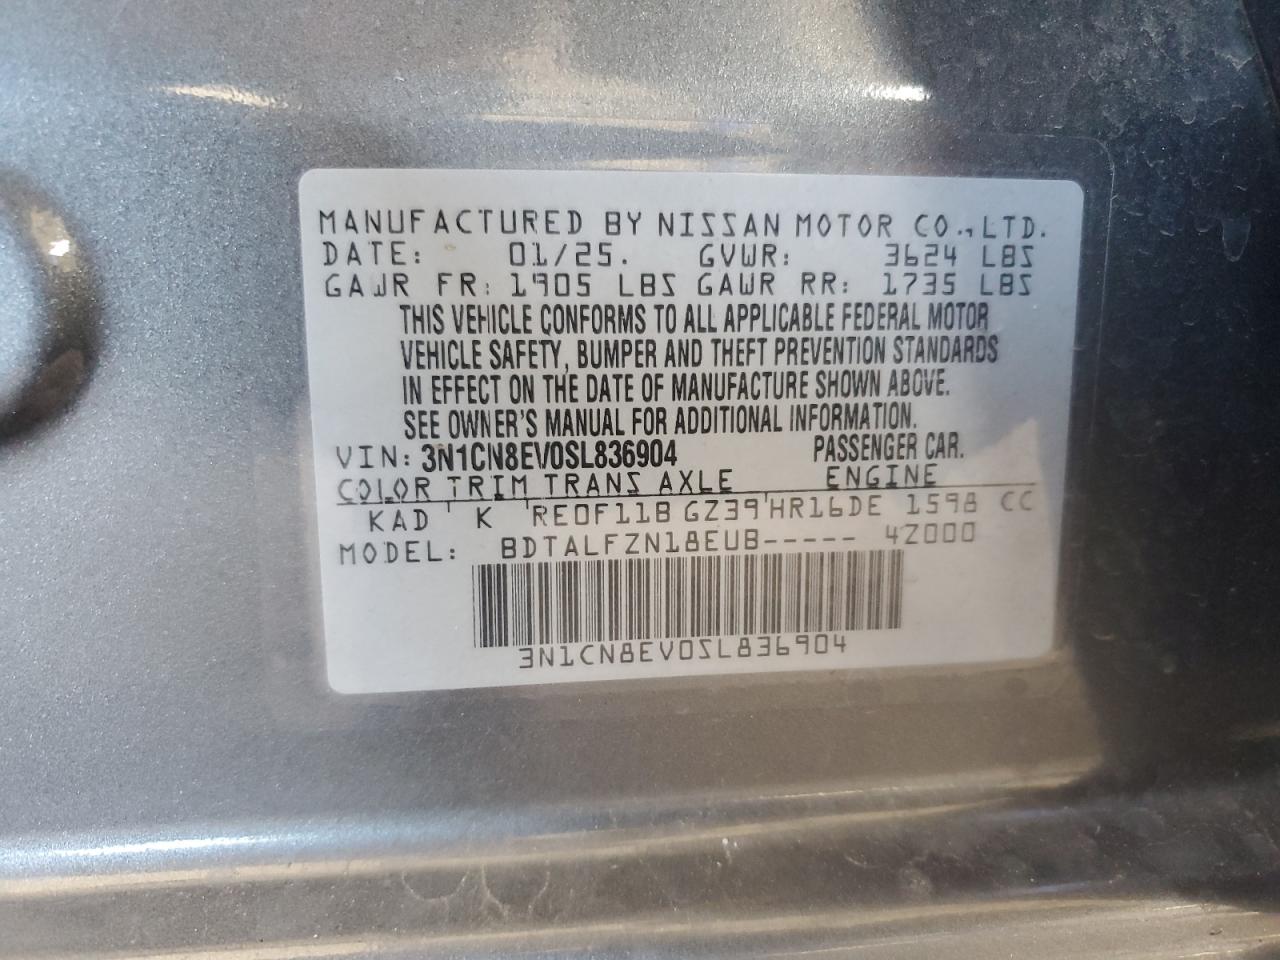 MANUFACTURED BY NISSAN MOTOR CO.,LTD.
DATE: 01/25. GVWR: 3624 LBS
GAWR FR: 1905 LBS GAWR RR: 1735 LBS
THIS VEHICLE CONFORMS TO ALL APPLICABLE FEDERAL MOTOR
VEHICLE SAFETY, BUMPER AND THEFT PREVENTION STANDARDS
IN EFFECT ON THE DATE OF MANUFACTURE SHOWN ABOVE.
SEE OWNER'S MANUAL FOR ADDITIONAL INFORMATION.
VIN: 3N1CN8EV0SL836904 PASSENGER CAR.
COLOR TRIM TRANS AXLE ENGINE
KAD K RE0F11B GZ39 HR16DE 1598 CC
MODEL: BDTALFZN18EUB----- 4Z000
3N1CN8EV0SL836904